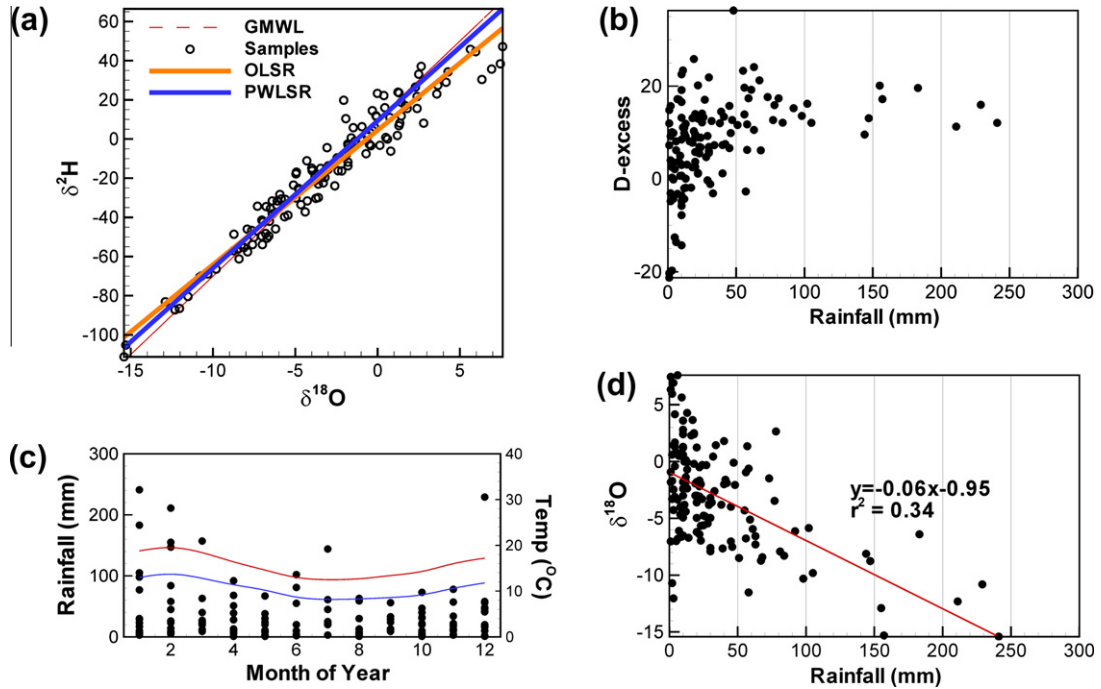 (a)
GMWL
Samples
OLSR
PWLSR
60
40
20
0
-20
-40
-60
-80
-100
δ²H
-15
-10
-5
0
5
δ¹⁸O
(b)
20
0
-20
D-excess
0
50
100
150
200
250
300
Rainfall (mm)
(c)
300
200
100
0
Rainfall (mm)
40
30
20
10
0
Temp (⁰C)
2
4
6
8
10
12
Month of Year
(d)
5
0
-5
-10
-15
δ¹⁸O
y=-0.06x-0.95
r² = 0.34
0
50
100
150
200
250
300
Rainfall (mm)